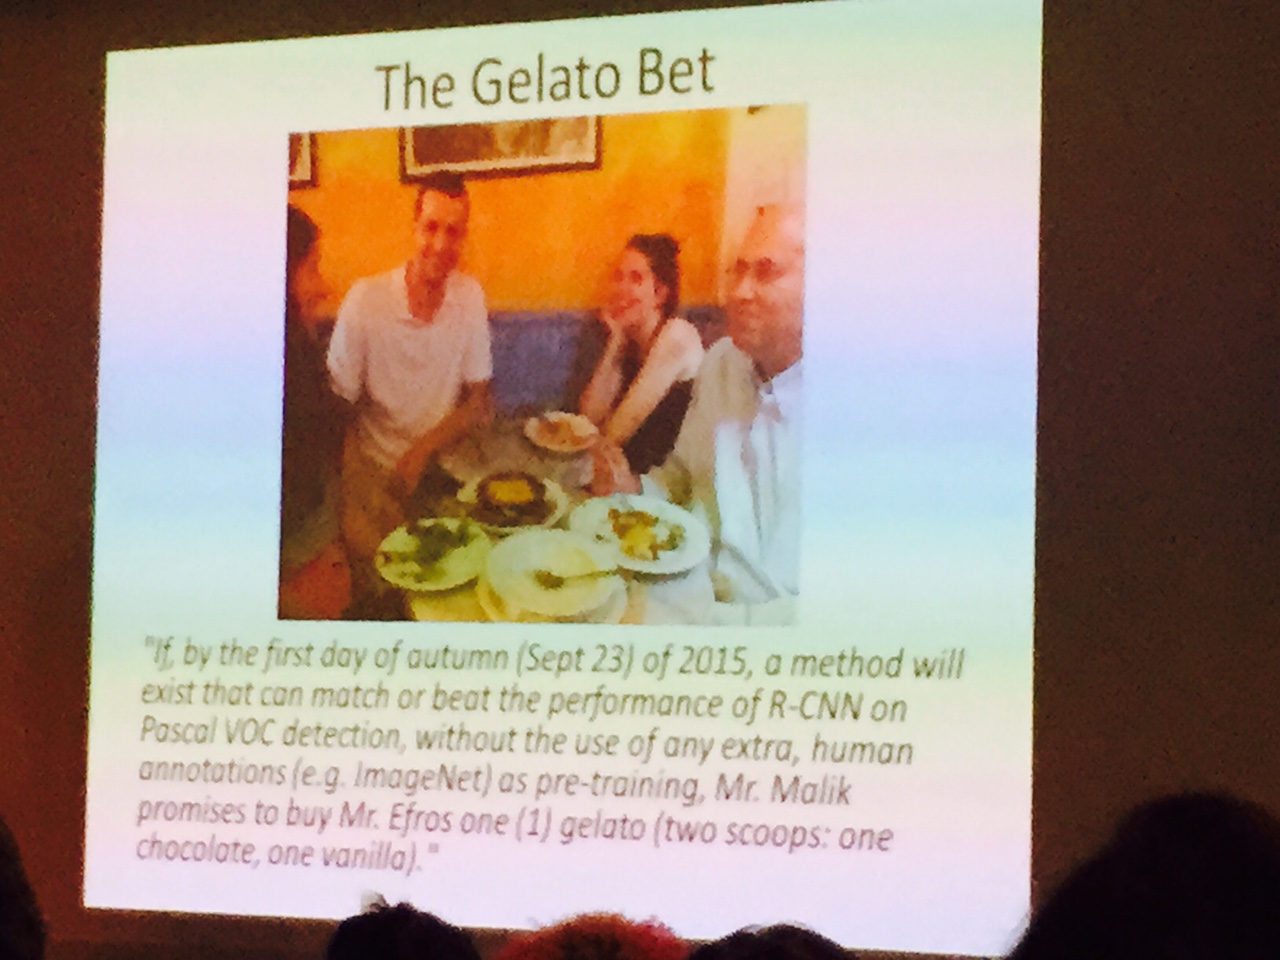 The Gelato Bet
"If, by the first day of autumn (Sept 23) of 2015, a method will
exist that can match or beat the performance of R-CNN on
Pascal VOC detection, without the use of any extra, human
annotations (e.g. ImageNet) as pre-training, Mr. Malik
promises to buy Mr. Efros one (1) gelato (two scoops: one
chocolate, one vanilla)."